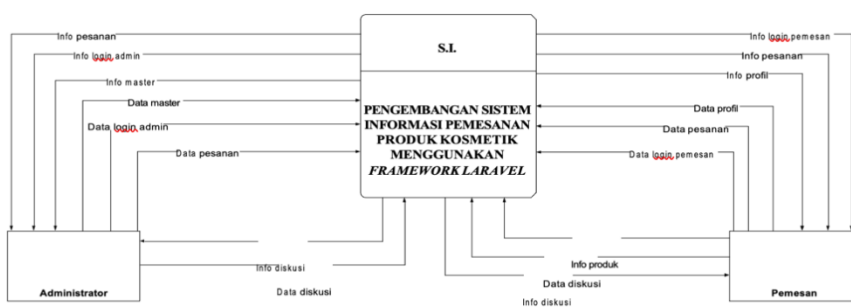 S.I.
PENGEMBANGAN SISTEM
INFORMASI PEMESANAN
PRODUK KOSMETIK
MENGGUNAKAN
FRAMEWORK LARAVEL
Info pesanan
Info login admin
Info master
Data master
Data login admin
Data pesanan
Info login pemesan
Info pesanan
Info profil
Data profil
Data pesanan
Data login pemesan
Info diskusi
Data diskusi
Info produk
Data diskusi
Info diskusi
Administrator
Pemesan